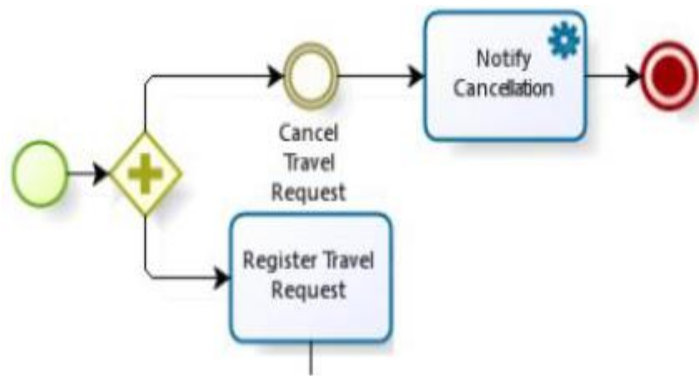 Notify
Cancellation
Cancel
Travel
Request
Register Travel
Request